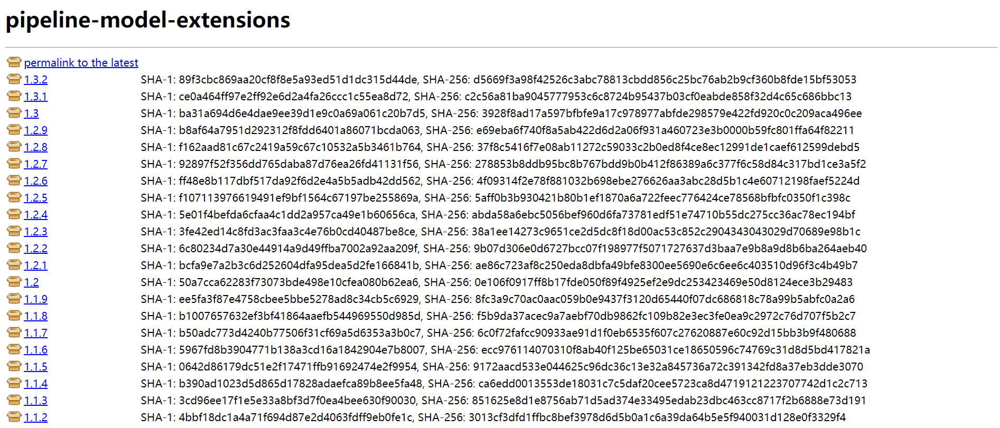 pipeline-model-extensions
permalink to the latest
1.3.2 SHA-1: 89f3cbc869aa20cf8f8e5a93ed51d1dc315d44de, SHA-256: d5669f3a98f42526c3abc78813cbdd856c25bc76ab2b9cf360b8fde15bf53053
1.3.1 SHA-1: ce0a464ff97e2ff92e6d2a4fa26ccc1c55ea8d72, SHA-256: c2c56a81ba9045777953c6c8724b95437b03cf0eabde858f32d4c65c686bbc13
1.3 SHA-1: ba31a694d6e4dae9ee39d1e9c0a69a061c20b7d5, SHA-256: 3928f8ad17a597bfbfe9a17c978977abfde298579e422fd920c0c209aca496ee
1.2.9 SHA-1: b8af64a7951d292312f8fdd6401a86071bcda063, SHA-256: e69eba6f740f8a5ab422d6d2a06f931a460723e3b0000b59fc801ffa64f82211
1.2.8 SHA-1: f162aad81c67c2419a59c67c10532a5b3461b764, SHA-256: 37f8c5416f7e08ab11272c59033c2b0ed8f4ce8ec12991de1caef612599debd5
1.2.7 SHA-1: 92897f52f356dd765daba87d76ea26fd41131f56, SHA-256: 278853b8ddb95bc8b767bdd9b0b412f86389a6c377f6c58d84c317bd1ce3a5f2
1.2.6 SHA-1: ff48e8b117dbf517da92f6d2e4a5b5adb42dd562, SHA-256: 4f09314f2e78f881032b698ebe276626aa3abc28d5b1c4e60712198faef5224d
1.2.5 SHA-1: f107113976619491ef9bf1564c67197be255869a, SHA-256: 5aff0b3b930421b80b1ef1870a6a722feec776424ce78568bfbfc0350f1c398c
1.2.4 SHA-1: 5e01f4befda6cfaa4c1dd2a957ca49e1b60656ca, SHA-256: abda58a6ebc5056bef960d6fa73781edf51e74710b55dc275cc36ac78ec194bf
1.2.3 SHA-1: 3fe42ed14c8fd3ac3faa3c4e76b0cd40487be8ce, SHA-256: 38a1ee14273c9651ce2d5dc8f18d00ac53c852c2904343043029d70689e98b1c
1.2.2 SHA-1: 6c80234d7a30e44914a9d49ffba7002a92aa209f, SHA-256: 9b07d306e0d6727bcc07f198977f5071727637d3baa7e9b8a9d8b6ba264aeb40
1.2.1 SHA-1: bcfa9e7a2b3c6d252604dfa95dea5d2fe166841b, SHA-256: ae86c723af8c250eda8dbfa49bfe8300ee5690e6c6ee6c403510d96f3c4b49b7
1.2 SHA-1: 50a7cca62283f73073bde498e10cfea080b62ea6, SHA-256: 0e106f0917ff8b17fde050f89f4925ef2e9dc253423469e50d8124ece3b29483
1.1.9 SHA-1: ee5fa3f87e4758cbee5bbe5278ad8c34cb5c6929, SHA-256: 8fc3a9c70ac0aac059b0e9437f3120d65440f07dc686818c78a99b5abfc0a2a6
1.1.8 SHA-1: b1007657632ef3bf41864aaefb544969550d985d, SHA-256: f5b9da37acec9a7aebf70db9862fc109b82e3ec3fe0ea9c2972c76d707f5b2c7
1.1.7 SHA-1: b50adc773d4240b77506f31cf69a5d6353a3b0c7, SHA-256: 6c0f72fafcc90933ae91d1f0eb6535f607c27620887e60c92d15bb3b9f480688
1.1.6 SHA-1: 5967fd8b3904771b138a3cd16a1842904e7b8007, SHA-256: ecc976114070310f8ab40f125be65031ce18650596c74769c31d8d5bd417821a
1.1.5 SHA-1: 0642d86179dc51e2f17471ffb91692474e2f9954, SHA-256: 9172aacd533e044625c96dc36c13e32a845736a72c391342fd8a37eb3dde3070
1.1.4 SHA-1: b390ad1023d5d865d17828adaefca89b8ee5fa48, SHA-256: ca6edd0013553de18031c7c5daf20cee5723ca8d4719121223707742d1c2c713
1.1.3 SHA-1: 3cd96ee17f1e5e33a8bf3d7f0ea4bee630f90030, SHA-256: 851625e8d1e8756ab71d5ad374e33495edab23dbc463cc8717f2b6888e73d191
1.1.2 SHA-1: 4bbf18dc1a4a71f694d87e2d4063fdff9eb0fe1c, SHA-256: 3013cf3dfd1ffbc8bef3978d6d5b0a1c6a39da64b5e5f940031d128e0f3329f4